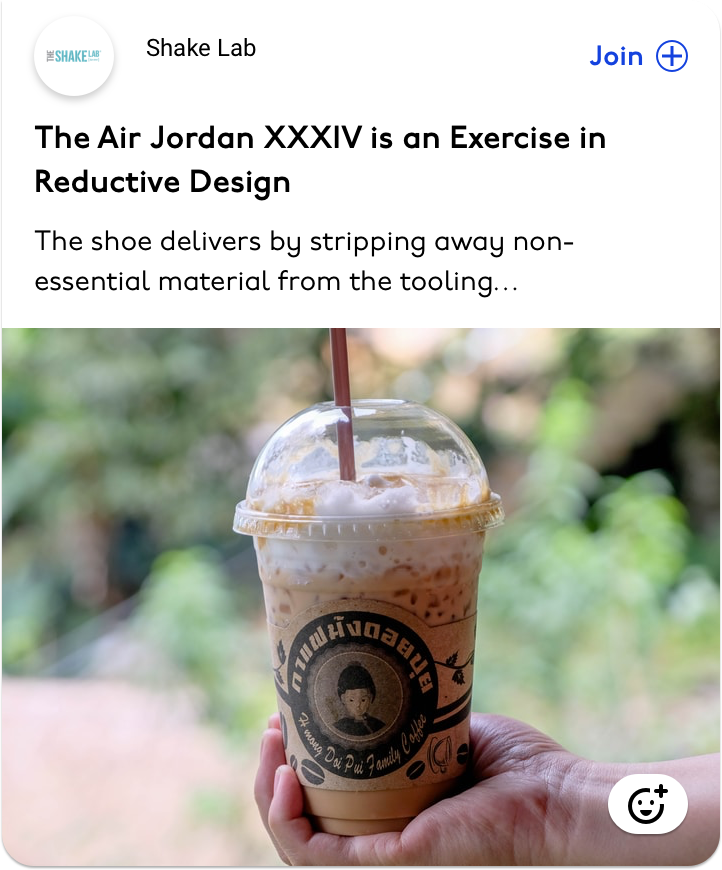 THE SHAKE LAB
Shake Lab
Join
The Air Jordan XXXIV is an Exercise in
Reductive Design
The shoe delivers by stripping away non-
essential material from the tooling...
กาแฟม้งดอยปุย
Hmong Doi Pui Family Coffee